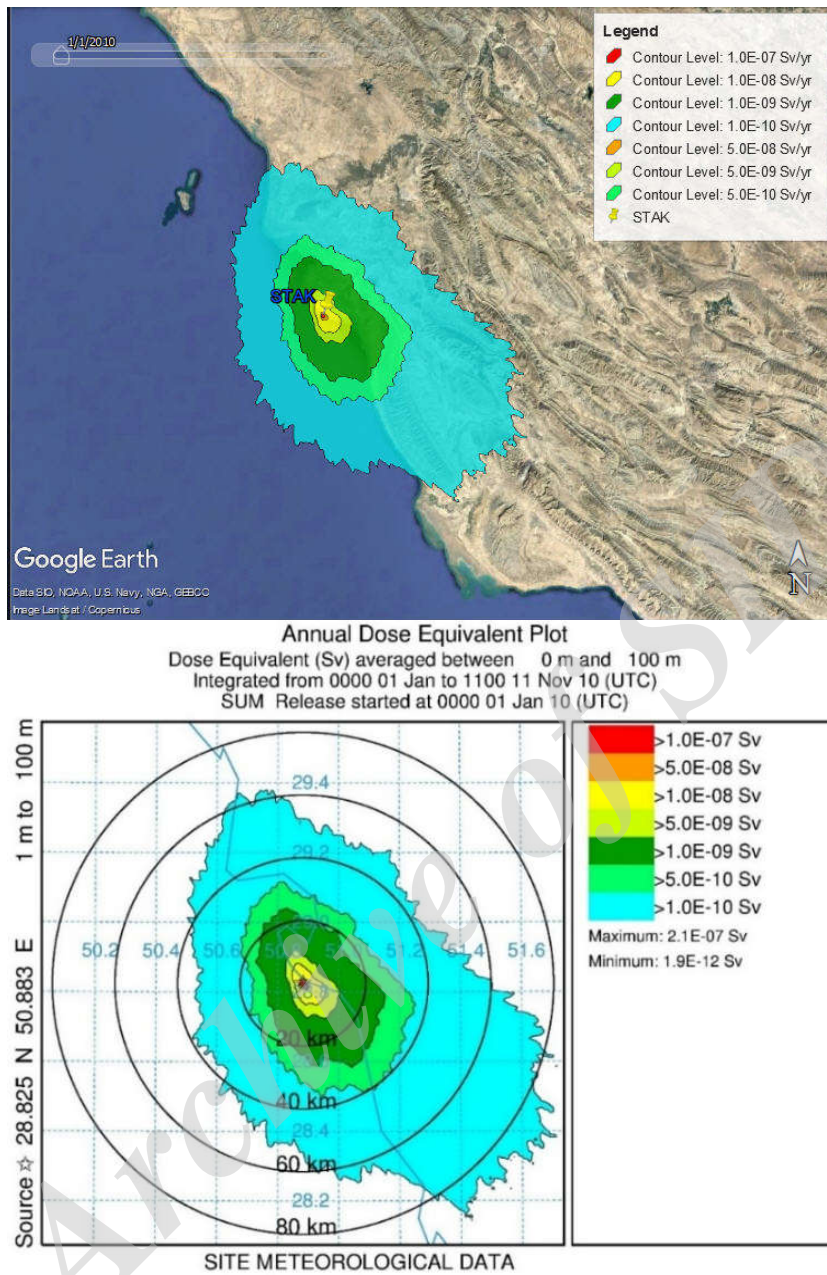 1/1/2010
Legend
Contour Level: 1.0E-07 Sv/yr
Contour Level: 1.0E-08 Sv/yr
Contour Level: 1.0E-09 Sv/yr
Contour Level: 1.0E-10 Sv/yr
Contour Level: 5.0E-08 Sv/yr
Contour Level: 5.0E-09 Sv/yr
Contour Level: 5.0E-10 Sv/yr
STAK
STAK
Google Earth
Data SIO, NOAA, U.S. Navy, NGA, GEBCO
Image Landsat / Copernicus
N
Annual Dose Equivalent Plot
Dose Equivalent (Sv) averaged between 0 m and 100 m
Integrated from 0000 01 Jan to 1100 11 Nov 10 (UTC)
SUM Release started at 0000 01 Jan 10 (UTC)
Source ☆ 28.825 N 50.883 E 1 m to 100 m
29.4
29.2
50.2 50.4 50.6 51.2 51.4 51.6
20 km
40 km
28.4
60 km
28.2
80 km
>1.0E-07 Sv
>5.0E-08 Sv
>1.0E-08 Sv
>5.0E-09 Sv
>1.0E-09 Sv
>5.0E-10 Sv
>1.0E-10 Sv
Maximum: 2.1E-07 Sv
Minimum: 1.9E-12 Sv
SITE METEOROLOGICAL DATA
Archive of